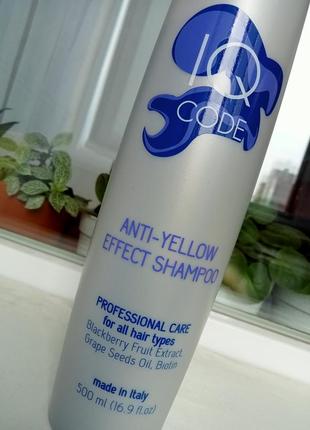 IQ
CODE
ANTI-YELLOW
EFFECT SHAMPOO
PROFESSIONAL CARE
for all hair types
Blackberry Fruit Extract,
Grape Seeds Oil, Biotin
made in Italy
500 ml (16.9 fl.oz)